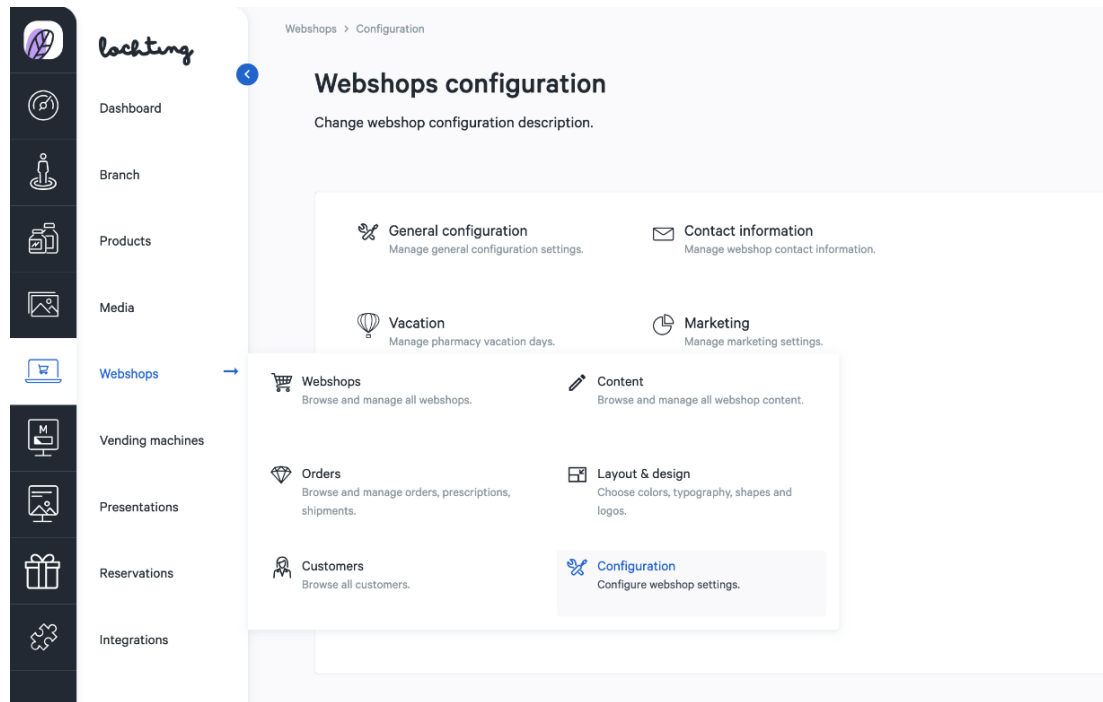 Webshops > Configuration
lochting
Webshops configuration
Change webshop configuration description.
Dashboard
Branch
Products
Media
Webshops →
Vending machines
Presentations
Reservations
Integrations
General configuration
Manage general configuration settings.
Contact information
Manage webshop contact information.
Vacation
Manage pharmacy vacation days.
Marketing
Manage marketing settings.
Webshops
Browse and manage all webshops.
Content
Browse and manage all webshop content.
Orders
Browse and manage orders, prescriptions,
shipments.
Layout & design
Choose colors, typography, shapes and
logos.
Customers
Browse all customers.
Configuration
Configure webshop settings.
M